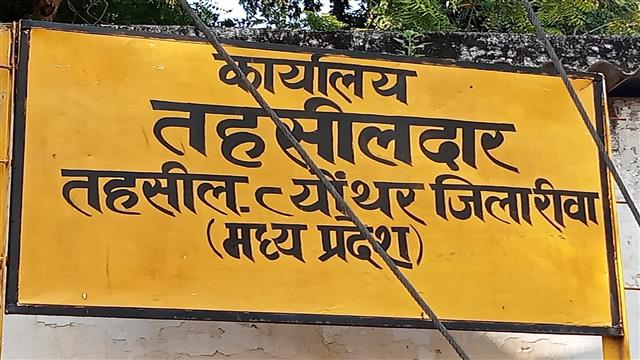 कार्यालय
तहसीलदार
तहसील- त्योंथर जिला रीवा
(मध्य प्रदेश)